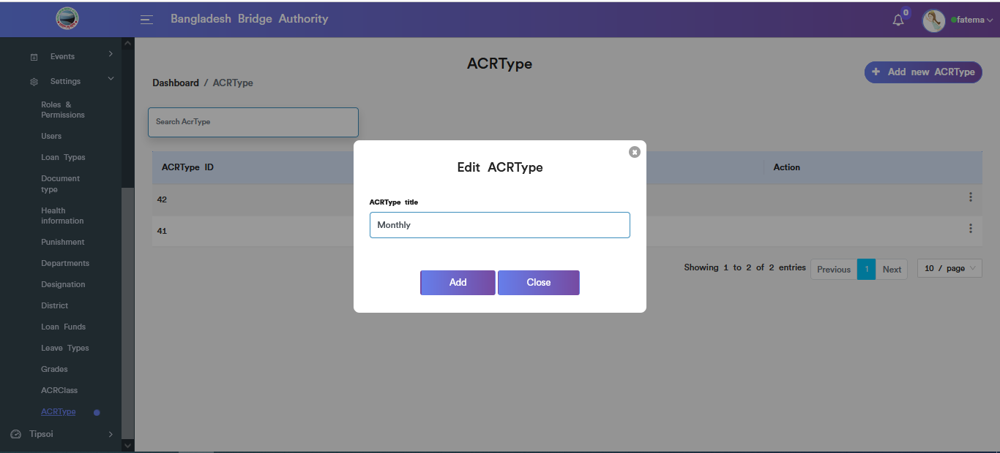 Bangladesh Bridge Authority
0
fatema
Events
Settings
Roles &
Permissions
Users
Loan Types
Document
type
Health
information
Punishment
Departments
Designation
District
Loan Funds
Leave Types
Grades
ACRClass
ACRType
Tipsoi
ACRType
Dashboard / ACRType
+ Add new ACRType
Search AcrType
ACRType ID
Action
42
41
Showing 1 to 2 of 2 entries
Previous
1
Next
10 / page
Edit ACRType
ACRType title
Monthly
Add
Close